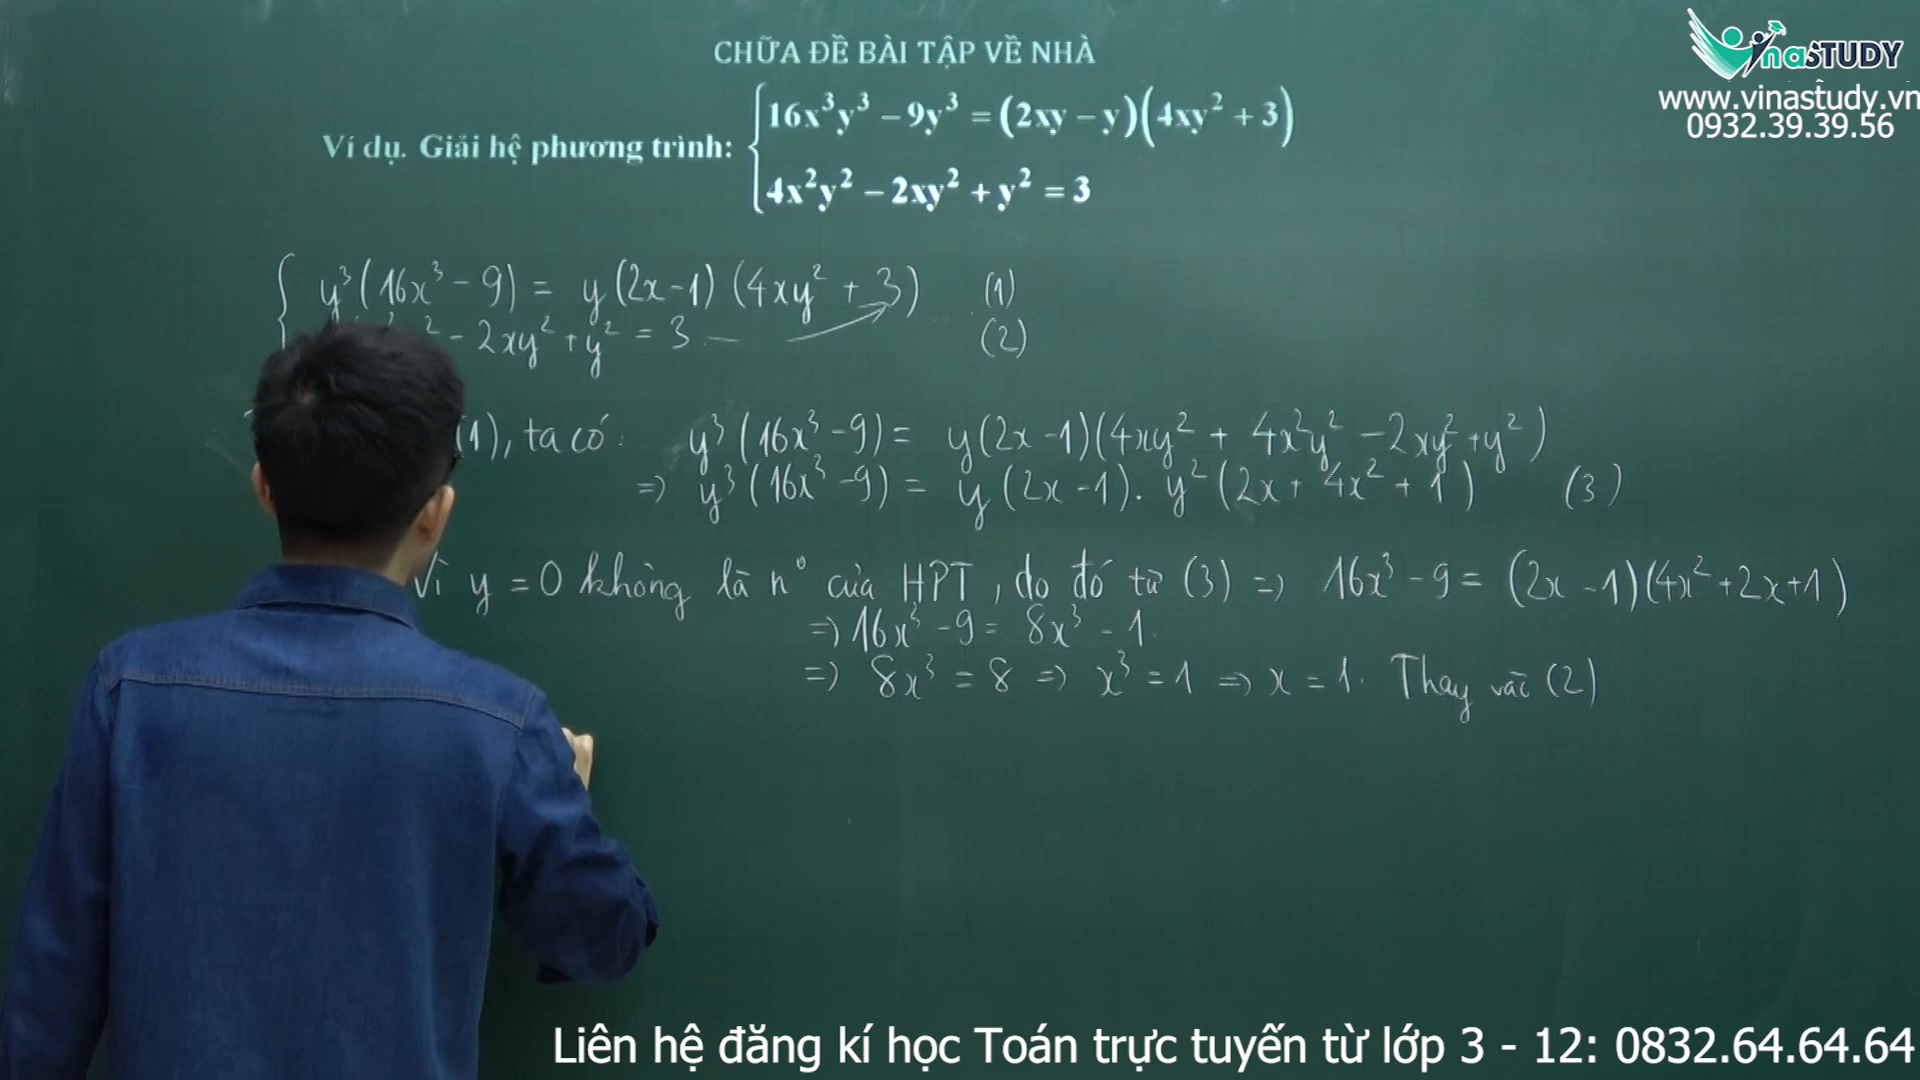 VinaSTUDY
www.vinastudy.vn
0932.39.39.56
CHỮA ĐỀ BÀI TẬP VỀ NHÀ
Ví dụ. Giải hệ phương trình:
16x³y³ − 9y³ = (2xy − y)(4xy² + 3)
4x²y² − 2xy² + y² = 3
y³(16x³ - 9) = y(2x-1)(4xy² + 3) (1)
² - 2xy² + y² = 3 (2)
(1), ta có: y³(16x³ - 9) = y(2x - 1)(4xy² + 4x²y² - 2xy² + y²)
=> y³(16x³ - 9) = y(2x - 1). y²(2x + 4x² + 1) (3)
Vì y = 0 không là n° của HPT, do đó từ (3) => 16x³ - 9 = (2x - 1)(4x² + 2x + 1)
=> 16x³ - 9 = 8x³ - 1.
=> 8x³ = 8 => x³ = 1 => x = 1. Thay vào (2)
Liên hệ đăng kí học Toán trực tuyến từ lớp 3 - 12: 0832.64.64.64